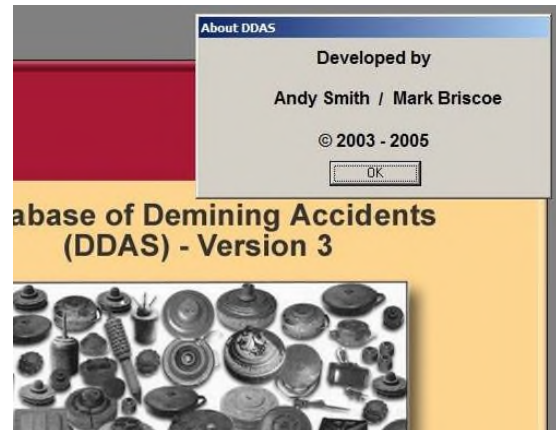 About DDAS
Developed by
Andy Smith / Mark Briscoe
© 2003 - 2005
OK
abase of Demining Accidents
(DDAS) - Version 3